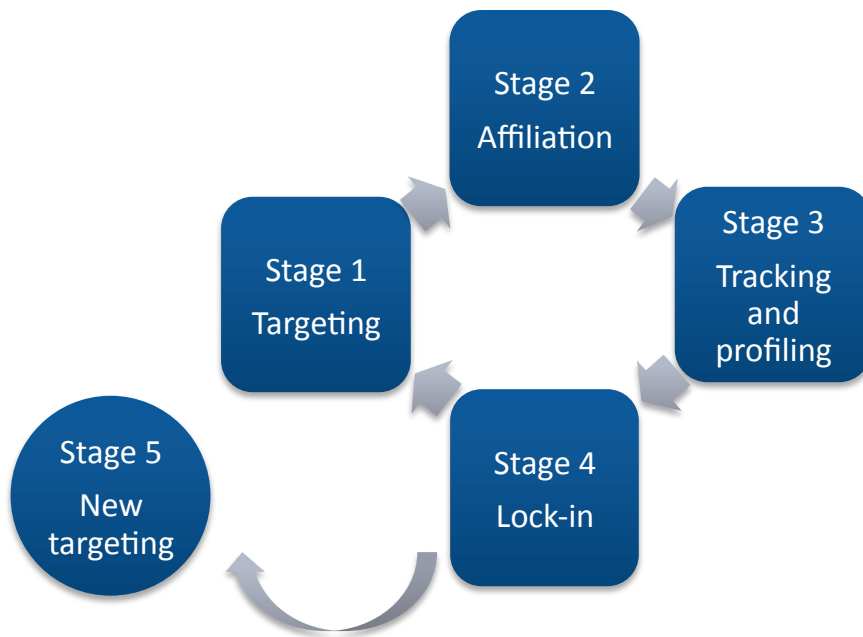 Stage 1
Targeting
Stage 2
Affiliation
Stage 3
Tracking
and
profiling
Stage 4
Lock-in
Stage 5
New
targeting